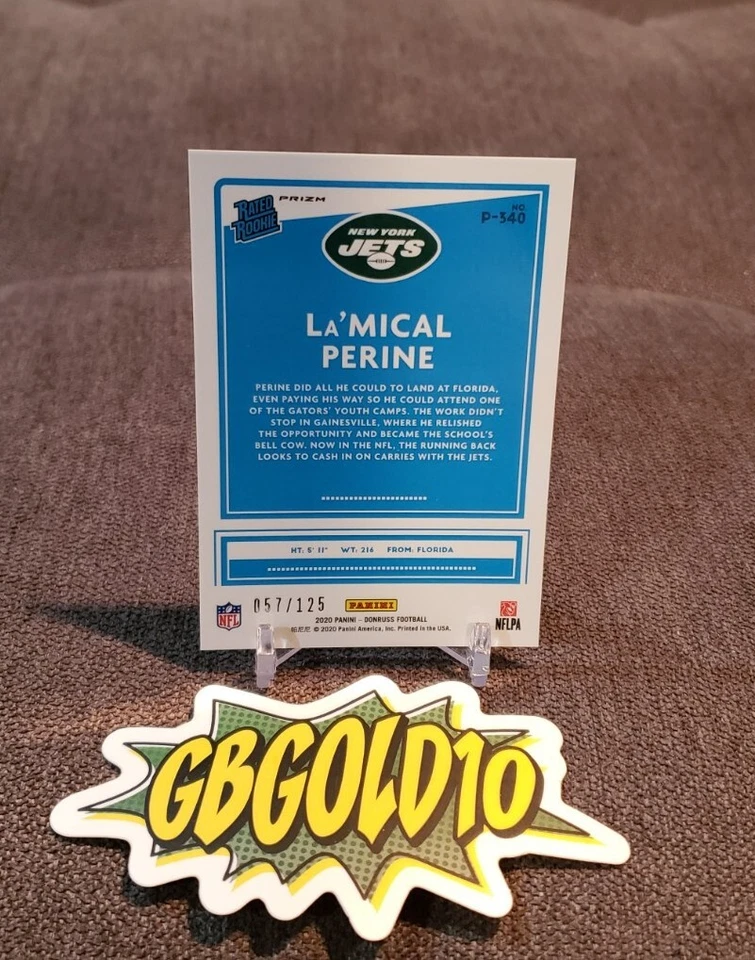 RATED
ROOKIE
PRIZM
NO.
P-340
NEW YORK
JETS
LA'MICAL
PERINE
PERINE DID ALL HE COULD TO LAND AT FLORIDA,
EVEN PAYING HIS WAY SO HE COULD ATTEND ONE
OF THE GATORS' YOUTH CAMPS. THE WORK DIDN'T
STOP IN GAINESVILLE, WHERE HE RELISHED
THE OPPORTUNITY AND BECAME THE SCHOOL'S
BELL COW. NOW IN THE NFL, THE RUNNING BACK
LOOKS TO CASH IN ON CARRIES WITH THE JETS.
HT: 5' 11" WT: 216 FROM: FLORIDA
NFL
057/125
PANINI
NFLPA
2020 PANINI - DONRUSS FOOTBALL
帕尼尼. © 2020 Panini America, Inc. Printed in the USA.
GBGOLD10